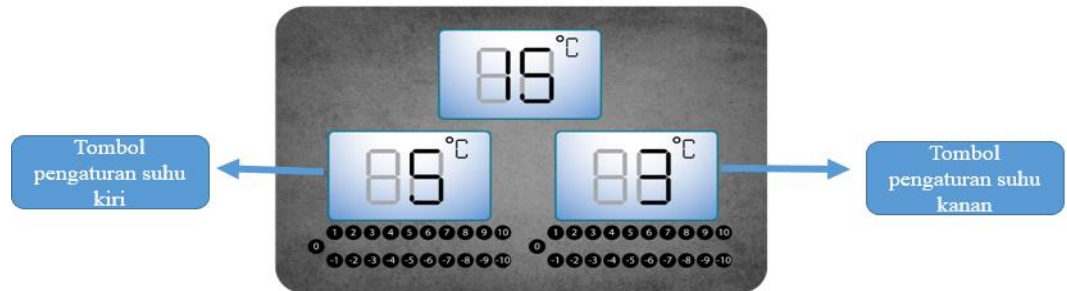 15 °C
Tombol
pengaturan suhu
kiri
5 °C
3 °C
Tombol
pengaturan suhu
kanan
1 2 3 4 5 6 7 8 9 10
0
-1 -2 -3 -4 -5 -6 -7 -8 -9 -10
1 2 3 4 5 6 7 8 9 10
0
-1 -2 -3 -4 -5 -6 -7 -8 -9 -10